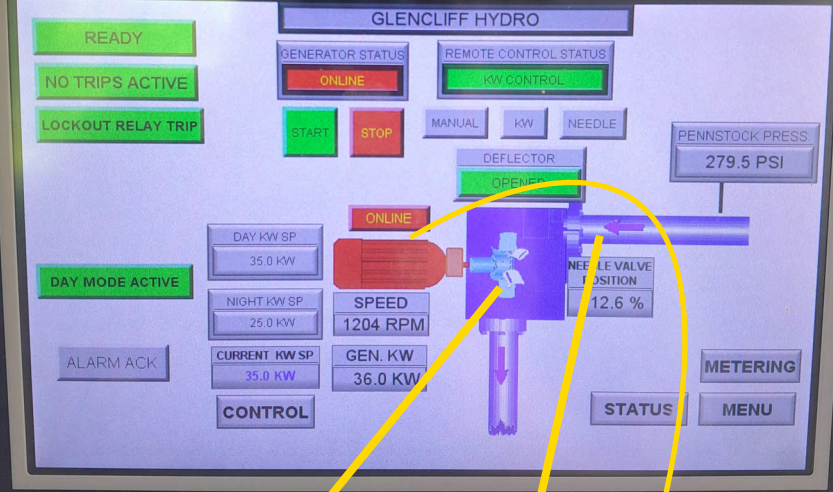 GLENCLIFF HYDRO
READY
GENERATOR STATUS
ONLINE
REMOTE CONTROL STATUS
KW CONTROL
NO TRIPS ACTIVE
LOCKOUT RELAY TRIP
START
STOP
MANUAL
KW
NEEDLE
PENNSTOCK PRESS.
279.5 PSI
DEFLECTOR
OPENED
ONLINE
DAY KW SP
35.0 KW
DAY MODE ACTIVE
NEEDLE VALVE
POSITION
12.6 %
NIGHT KW SP
25.0 KW
SPEED
1204 RPM
ALARM ACK
CURRENT KW SP
35.0 KW
GEN. KW
36.0 KW
METERING
CONTROL
STATUS
MENU